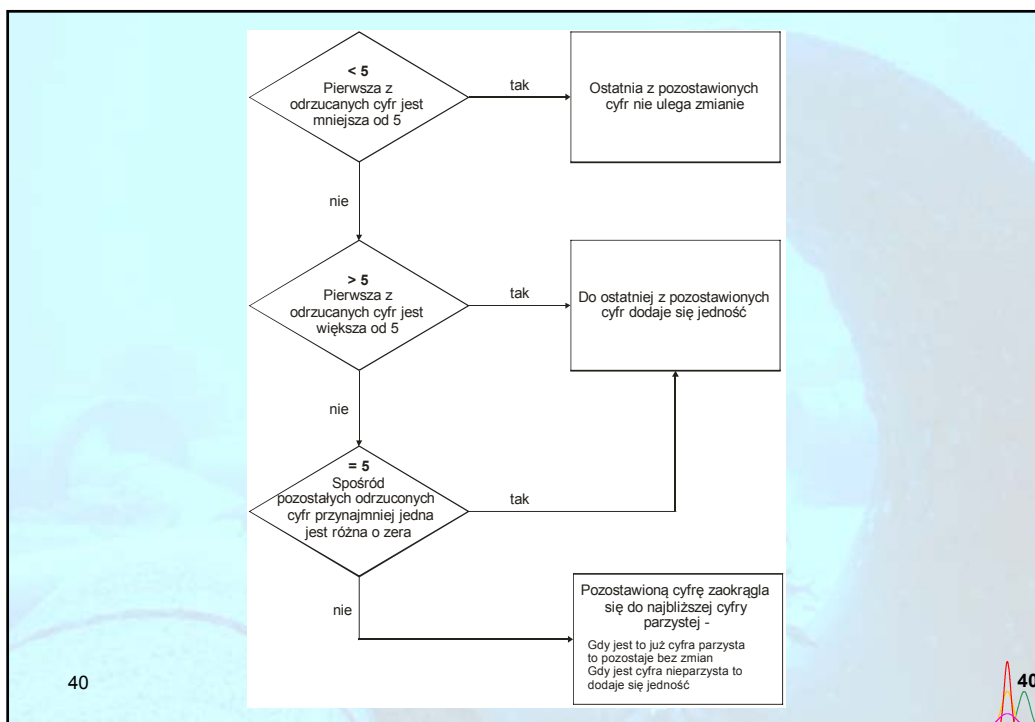 < 5
Pierwsza z
odrzucanych cyfr jest
mniejsza od 5
tak
Ostatnia z pozostawionych
cyfr nie ulega zmianie
nie
> 5
Pierwsza z
odrzucanych cyfr jest
większa od 5
tak
Do ostatniej z pozostawionych
cyfr dodaje się jedność
nie
= 5
Spośród
pozostałych odrzuconych
cyfr przynajmniej jedna
jest różna o zera
tak
nie
Pozostawioną cyfrę zaokrągla
się do najbliższej cyfry
parzystej -
Gdy jest to już cyfra parzysta
to pozostaje bez zmian
Gdy jest cyfra nieparzysta to
dodaje się jedność
40
40